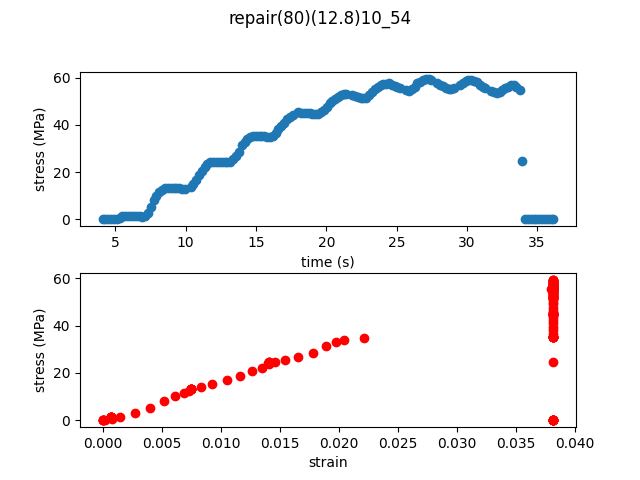 repair(80)(12.8)10_54
60
40
20
0
stress (MPa)
5 10 15 20 25 30 35
time (s)
60
40
20
0
stress (MPa)
0.000 0.005 0.010 0.015 0.020 0.025 0.030 0.035 0.040
strain